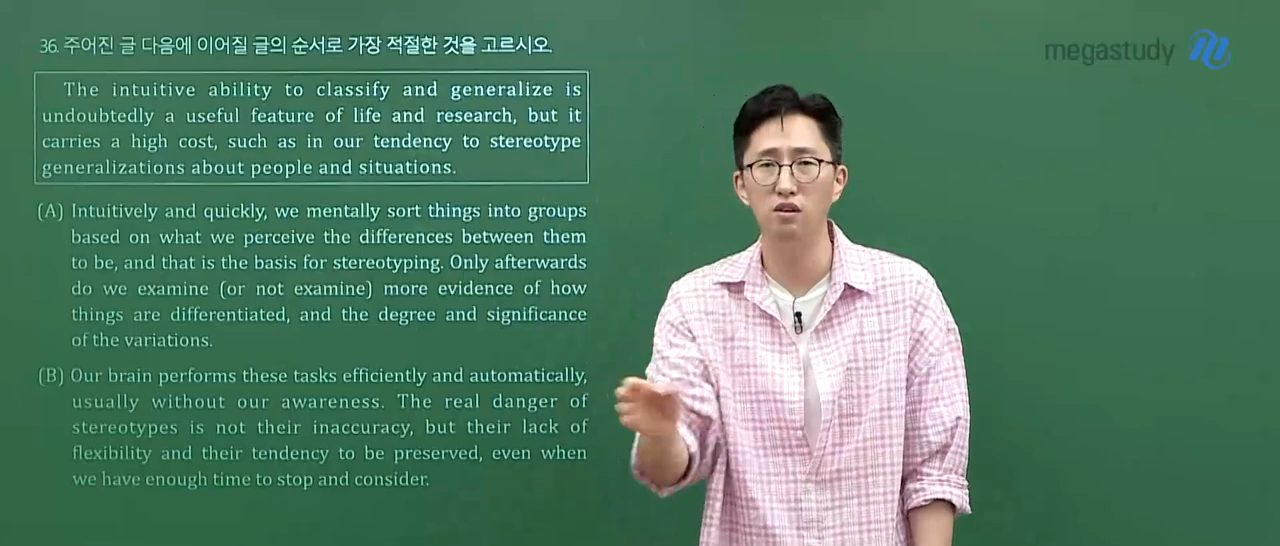 36. 주어진 글 다음에 이어질 글의 순서로 가장 적절한 것을 고르시오.
megastudy
The intuitive ability to classify and generalize is
undoubtedly a useful feature of life and research, but it
carries a high cost, such as in our tendency to stereotype
generalizations about people and situations.
(A) Intuitively and quickly, we mentally sort things into groups
based on what we perceive the differences between them
to be, and that is the basis for stereotyping. Only afterwards
do we examine (or not examine) more evidence of how
things are differentiated, and the degree and significance
of the variations.
(B) Our brain performs these tasks efficiently and automatically,
usually without our awareness. The real danger of
stereotypes is not their inaccuracy, but their lack of
flexibility and their tendency to be preserved, even when
we have enough time to stop and consider.